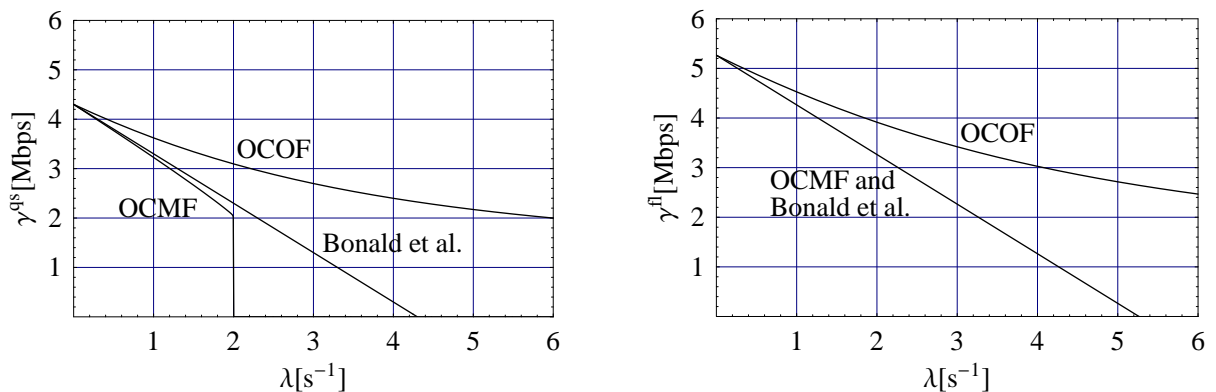 6
5
4
3
2
1
γ^qs [Mbps]
OCOF
OCMF
Bonald et al.
1 2 3 4 5 6
λ[s⁻¹]
6
5
4
3
2
1
γ^fl[Mbps]
OCOF
OCMF and
Bonald et al.
1 2 3 4 5 6
λ[s⁻¹]